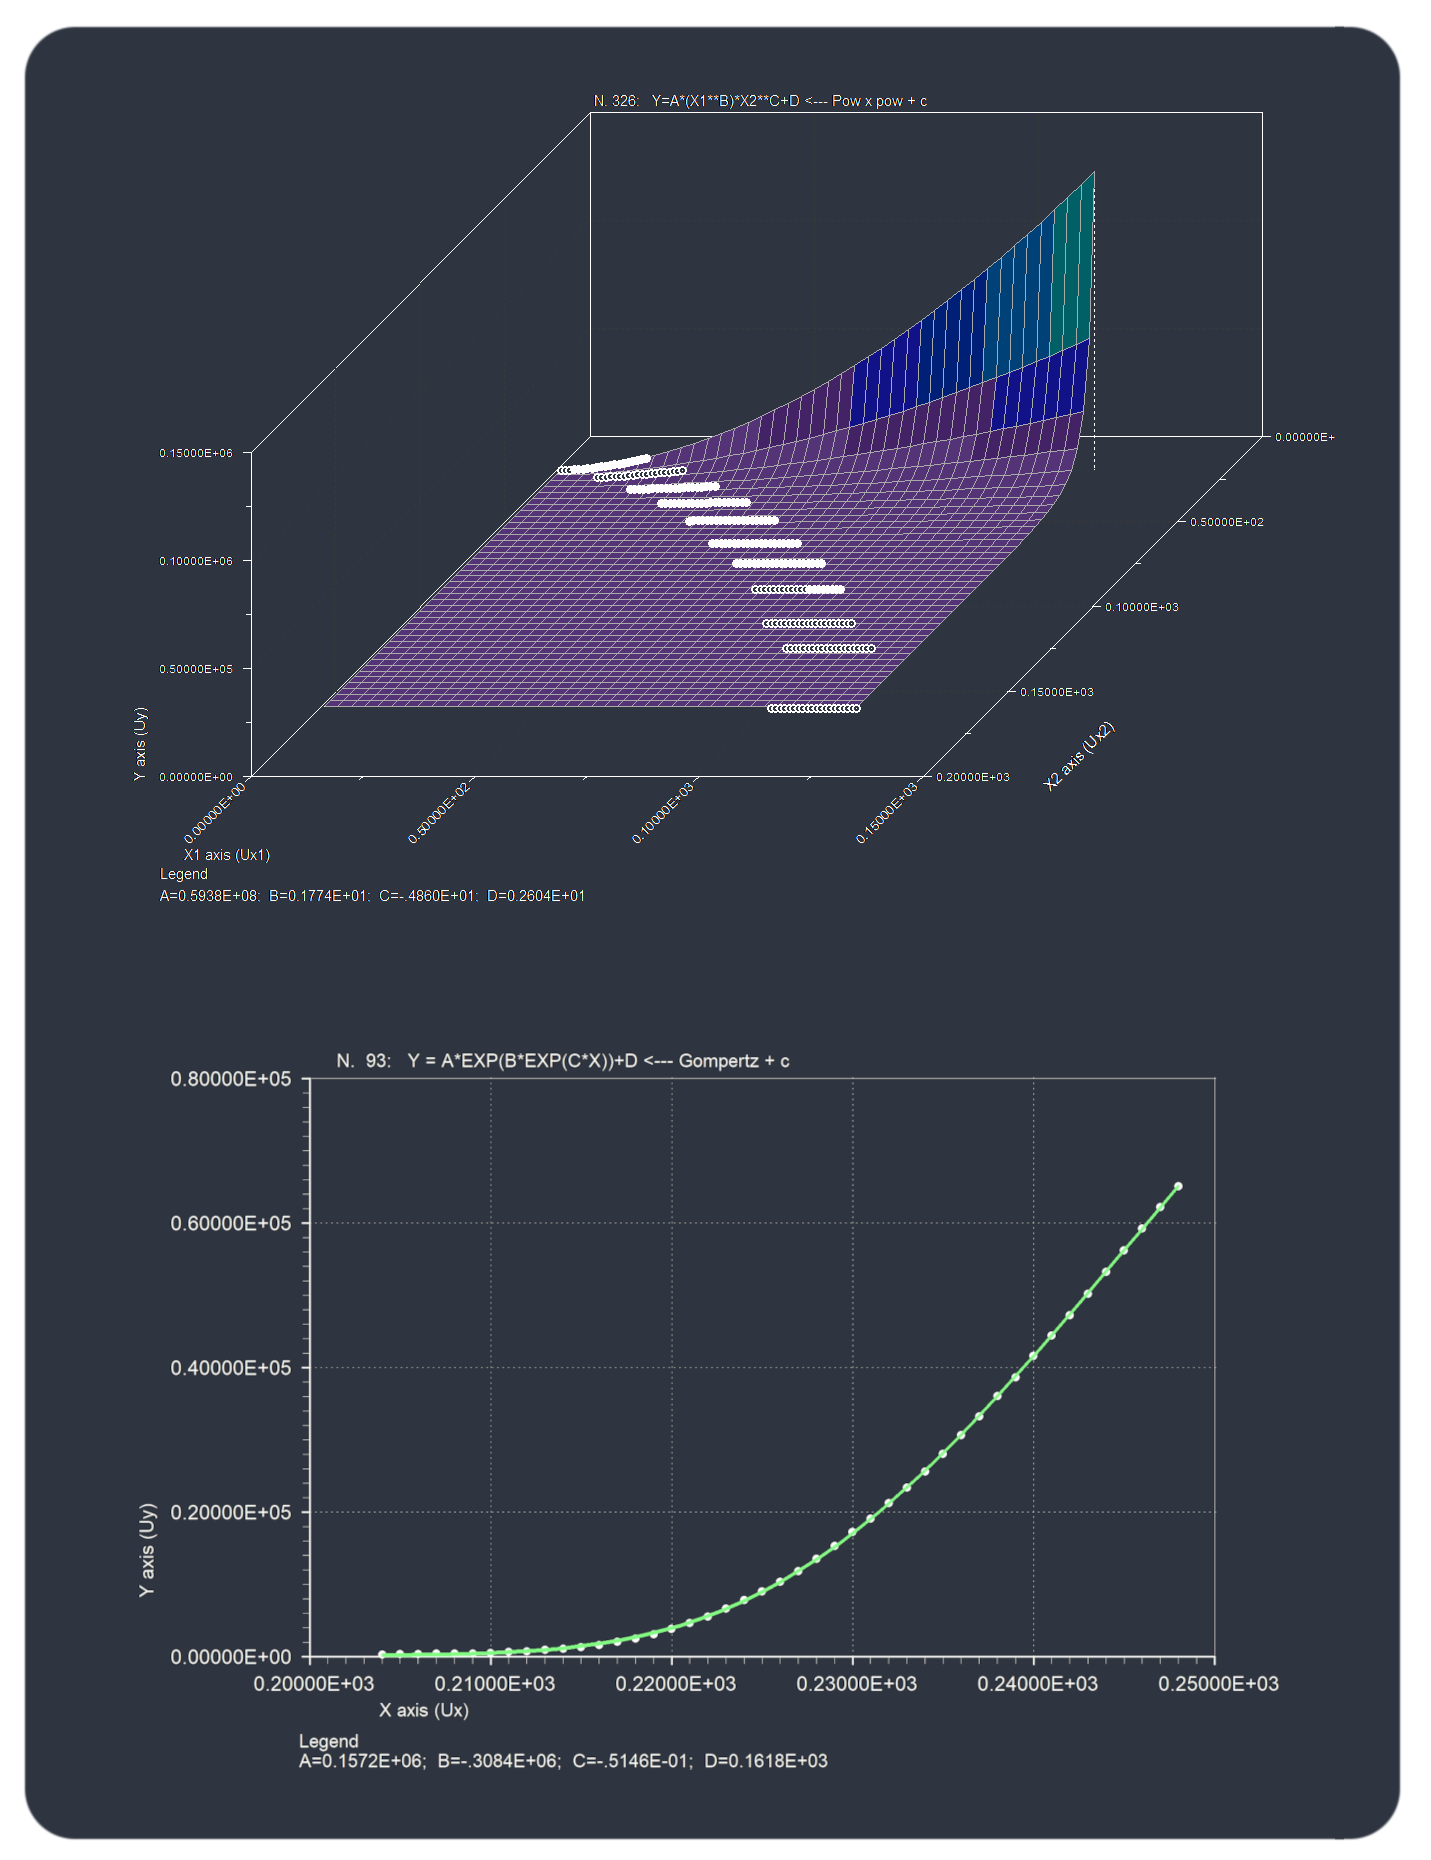 N. 326:   Y=A*(X1**B)*X2**C+D <--- Pow x pow + c
0.15000E+06
0.10000E+06
0.50000E+05
0.00000E+00
Y axis (Uy)
0.00000E+00
0.50000E+02
0.10000E+03
0.15000E+03
X1 axis (Ux1)
0.00000E+
0.50000E+02
0.10000E+03
0.15000E+03
0.20000E+03
X2 axis (Ux2)
Legend
A=0.5938E+08:  B=0.1774E+01:  C=-.4860E+01:  D=0.2604E+01
N.  93:   Y = A*EXP(B*EXP(C*X))+D <--- Gompertz + c
0.80000E+05
0.60000E+05
0.40000E+05
0.20000E+05
0.00000E+00
Y axis (Uy)
0.20000E+03
0.21000E+03
0.22000E+03
0.23000E+03
0.24000E+03
0.25000E+03
X axis (Ux)
Legend
A=0.1572E+06;  B=-.3084E+06;  C=-.5146E-01;  D=0.1618E+03